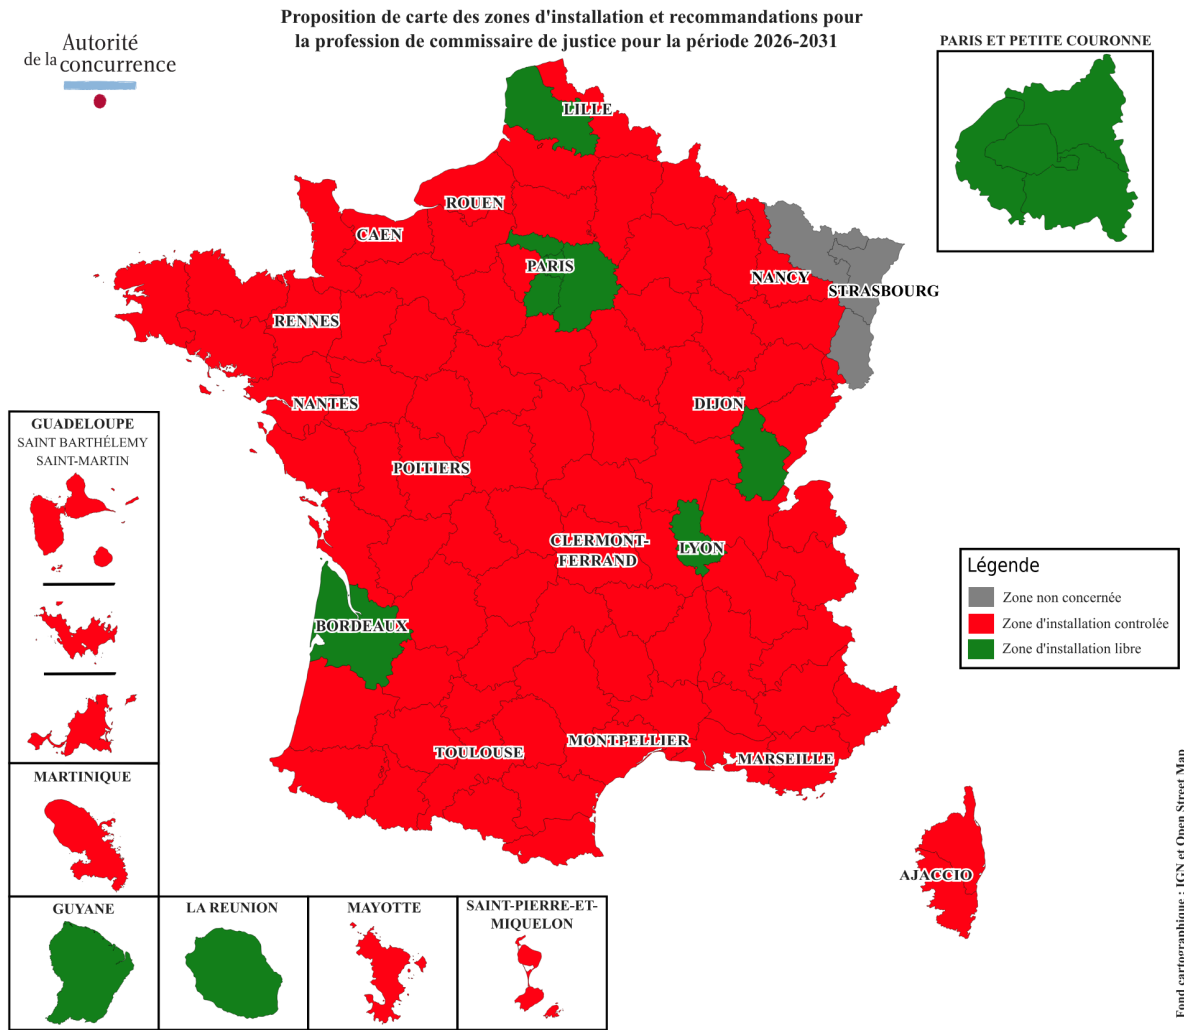 Proposition de carte des zones d'installation et recommandations pour
la profession de commissaire de justice pour la période 2026-2031
Autorité
de la concurrence
PARIS ET PETITE COURONNE
LILLE
ROUEN
CAEN
PARIS
NANCY
STRASBOURG
RENNES
NANTES
DIJON
POITIERS
CLERMONT-
FERRAND
LYON
BORDEAUX
TOULOUSE
MONTPELLIER
MARSEILLE
AJACCIO
GUADELOUPE
SAINT BARTHÉLEMY
SAINT-MARTIN
MARTINIQUE
GUYANE
LA REUNION
MAYOTTE
SAINT-PIERRE-ET-
MIQUELON
Légende
Zone non concernée
Zone d'installation controlée
Zone d'installation libre
Fond cartographique : IGN et Open Street Map